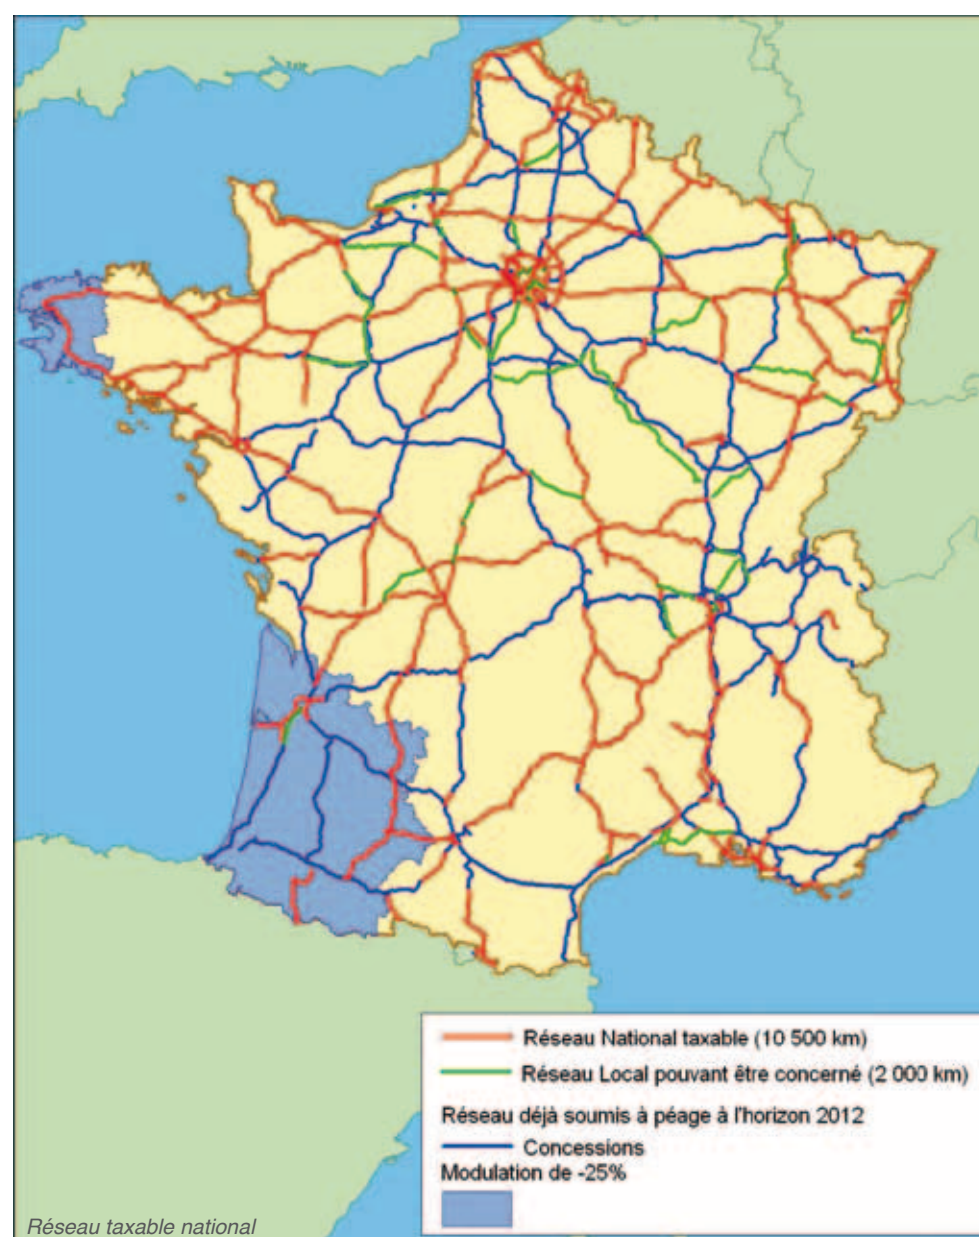 Réseau National taxable (10 500 km)
Réseau Local pouvant être concerné (2 000 km)
Réseau déjà soumis à péage à l'horizon 2012
Concessions
Modulation de -25%
Réseau taxable national